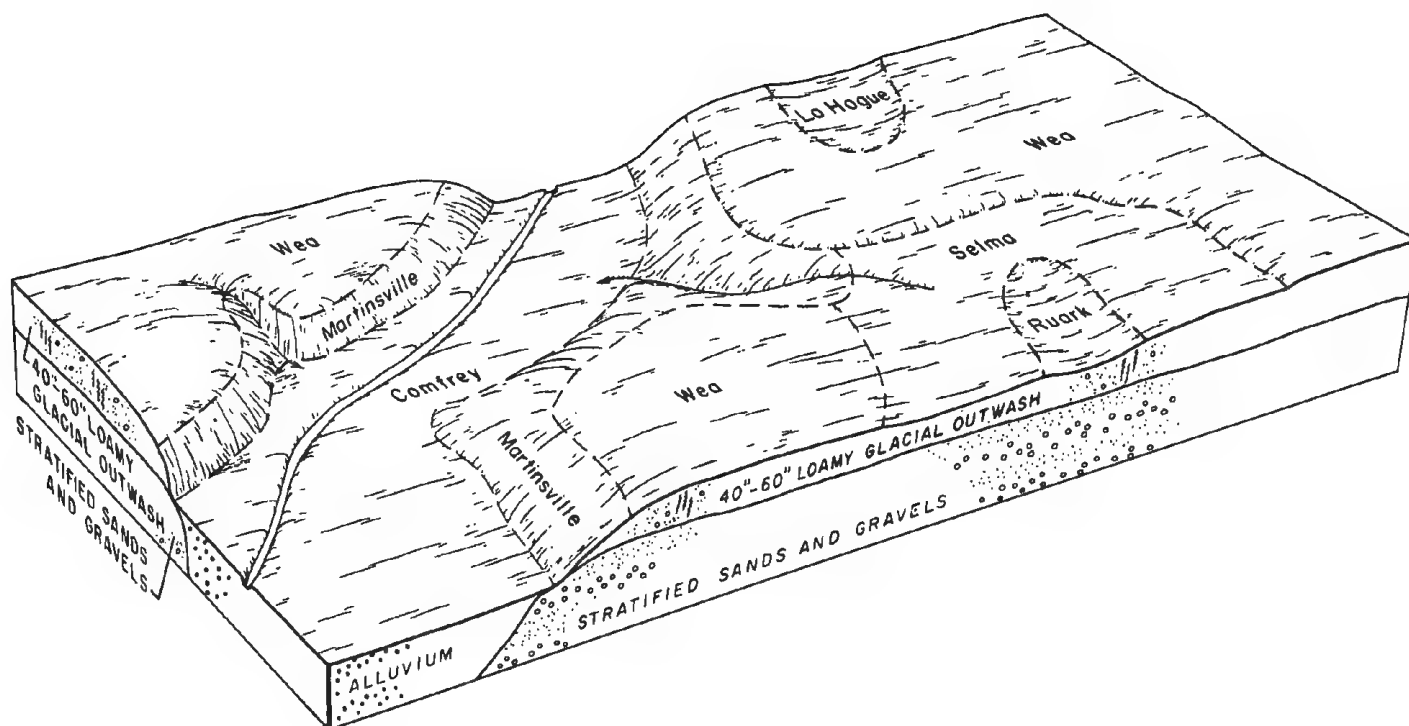 Lo Hogue
Wea
Wea
Selma
Martinsville
Ruark
Comfrey
Wea
40"-60" LOAMY
GLACIAL OUTWASH
STRATIFIED SANDS
AND GRAVELS
Martinsville
40"-60" LOAMY GLACIAL OUTWASH
STRATIFIED SANDS AND GRAVELS
ALLUVIUM